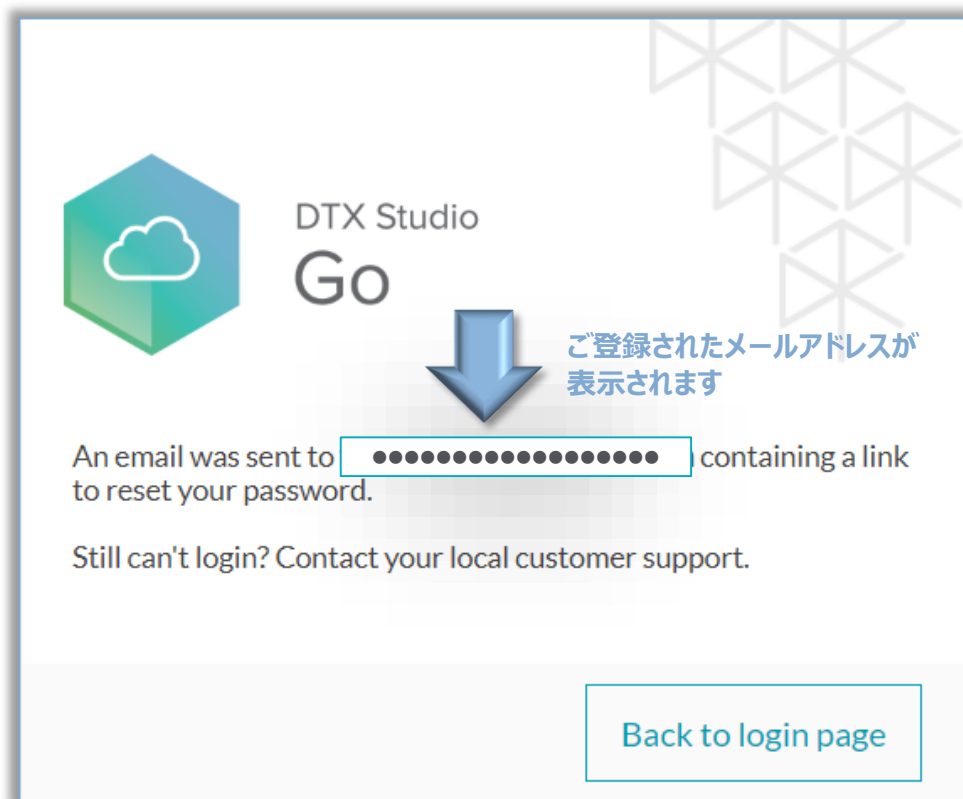 DTX Studio
Go
ご登録されたメールアドレスが
表示されます
An email was sent to ●●●●●●●●●●●●●●●●●● containing a link
to reset your password.
Still can't login? Contact your local customer support.
Back to login page